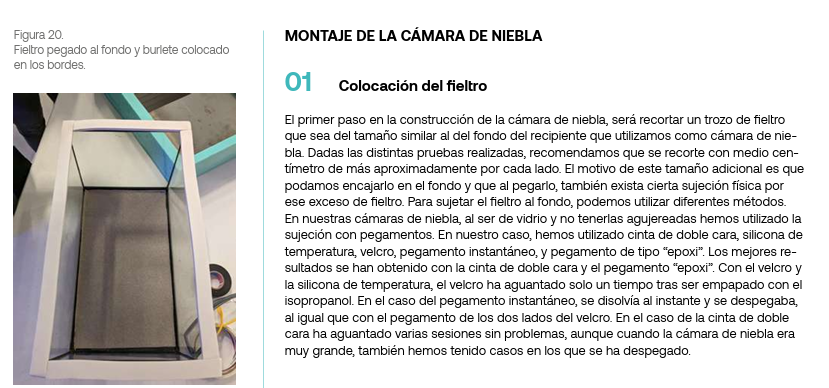 Figura 20.
Fieltro pegado al fondo y burlete colocado
en los bordes.
MONTAJE DE LA CÁMARA DE NIEBLA
01 Colocación del fieltro
El primer paso en la construcción de la cámara de niebla, será recortar un trozo de fieltro
que sea del tamaño similar al del fondo del recipiente que utilizamos como cámara de nie-
bla. Dadas las distintas pruebas realizadas, recomendamos que se recorte con medio cen-
tímetro de más aproximadamente por cada lado. El motivo de este tamaño adicional es que
podamos encajarlo en el fondo y que al pegarlo, también exista cierta sujeción física por
ese exceso de fieltro. Para sujetar el fieltro al fondo, podemos utilizar diferentes métodos.
En nuestras cámaras de niebla, al ser de vidrio y no tenerlas agujereadas hemos utilizado la
sujeción con pegamentos. En nuestro caso, hemos utilizado cinta de doble cara, silicona de
temperatura, velcro, pegamento instantáneo, y pegamento de tipo “epoxi”. Los mejores re-
sultados se han obtenido con la cinta de doble cara y el pegamento “epoxi”. Con el velcro y
la silicona de temperatura, el velcro ha aguantado solo un tiempo tras ser empapado con el
isopropanol. En el caso del pegamento instantáneo, se disolvía al instante y se despegaba,
al igual que con el pegamento de los dos lados del velcro. En el caso de la cinta de doble
cara ha aguantado varias sesiones sin problemas, aunque cuando la cámara de niebla era
muy grande, también hemos tenido casos en los que se ha despegado.